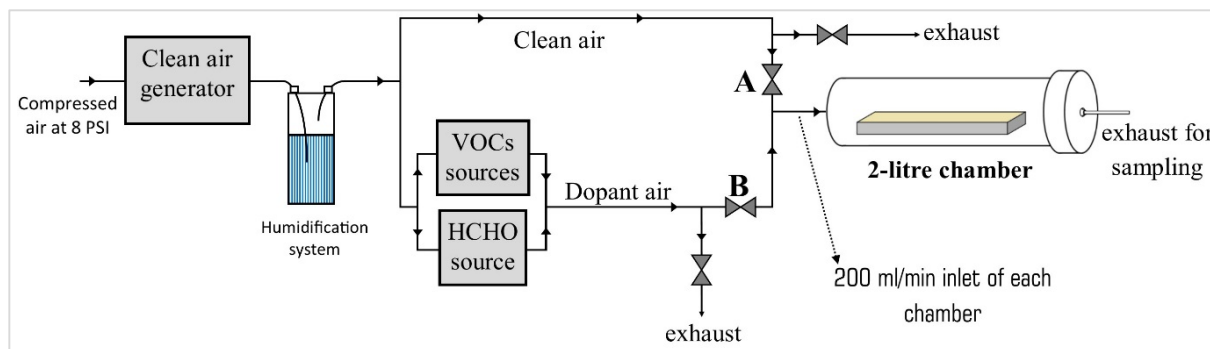 Clean air
generator
Compressed
air at 8 PSI
Humidification
system
Clean air
VOCs
sources
HCHO
source
Dopant air
exhaust
A
B
exhaust
2-litre chamber
exhaust for
sampling
200 ml/min inlet of each
chamber